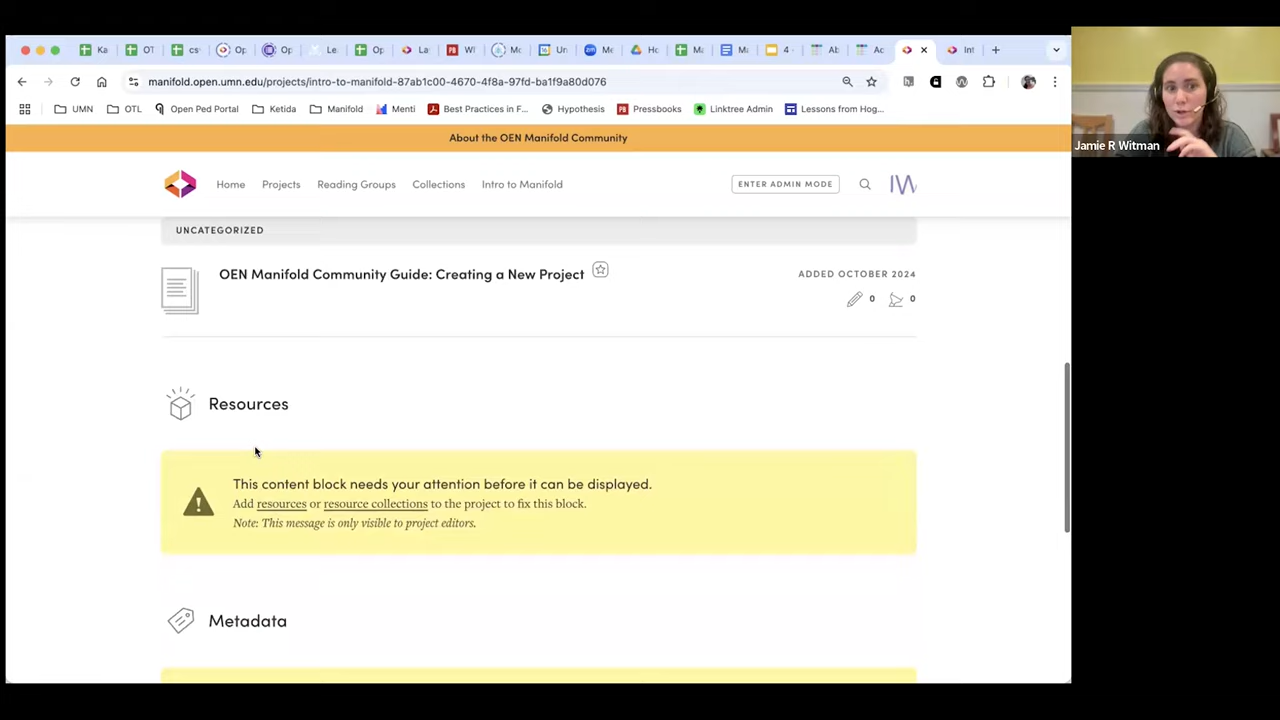 manifold.open.umn.edu/projects/intro-to-manifold-87ab1c00-4670-4f8a-97fd-ba1f9a80d076
UMN OTL Open Ped Portal Ketida Manifold Menti Best Practices in F... Hypothesis Pressbooks Linktree Admin Lessons from Hog...
About the OEN Manifold Community
Jamie R Witman
Home Projects Reading Groups Collections Intro to Manifold ENTER ADMIN MODE
UNCATEGORIZED
OEN Manifold Community Guide: Creating a New Project
ADDED OCTOBER 2024
0 0
Resources
This content block needs your attention before it can be displayed.
Add resources or resource collections to the project to fix this block.
Note: This message is only visible to project editors.
Metadata